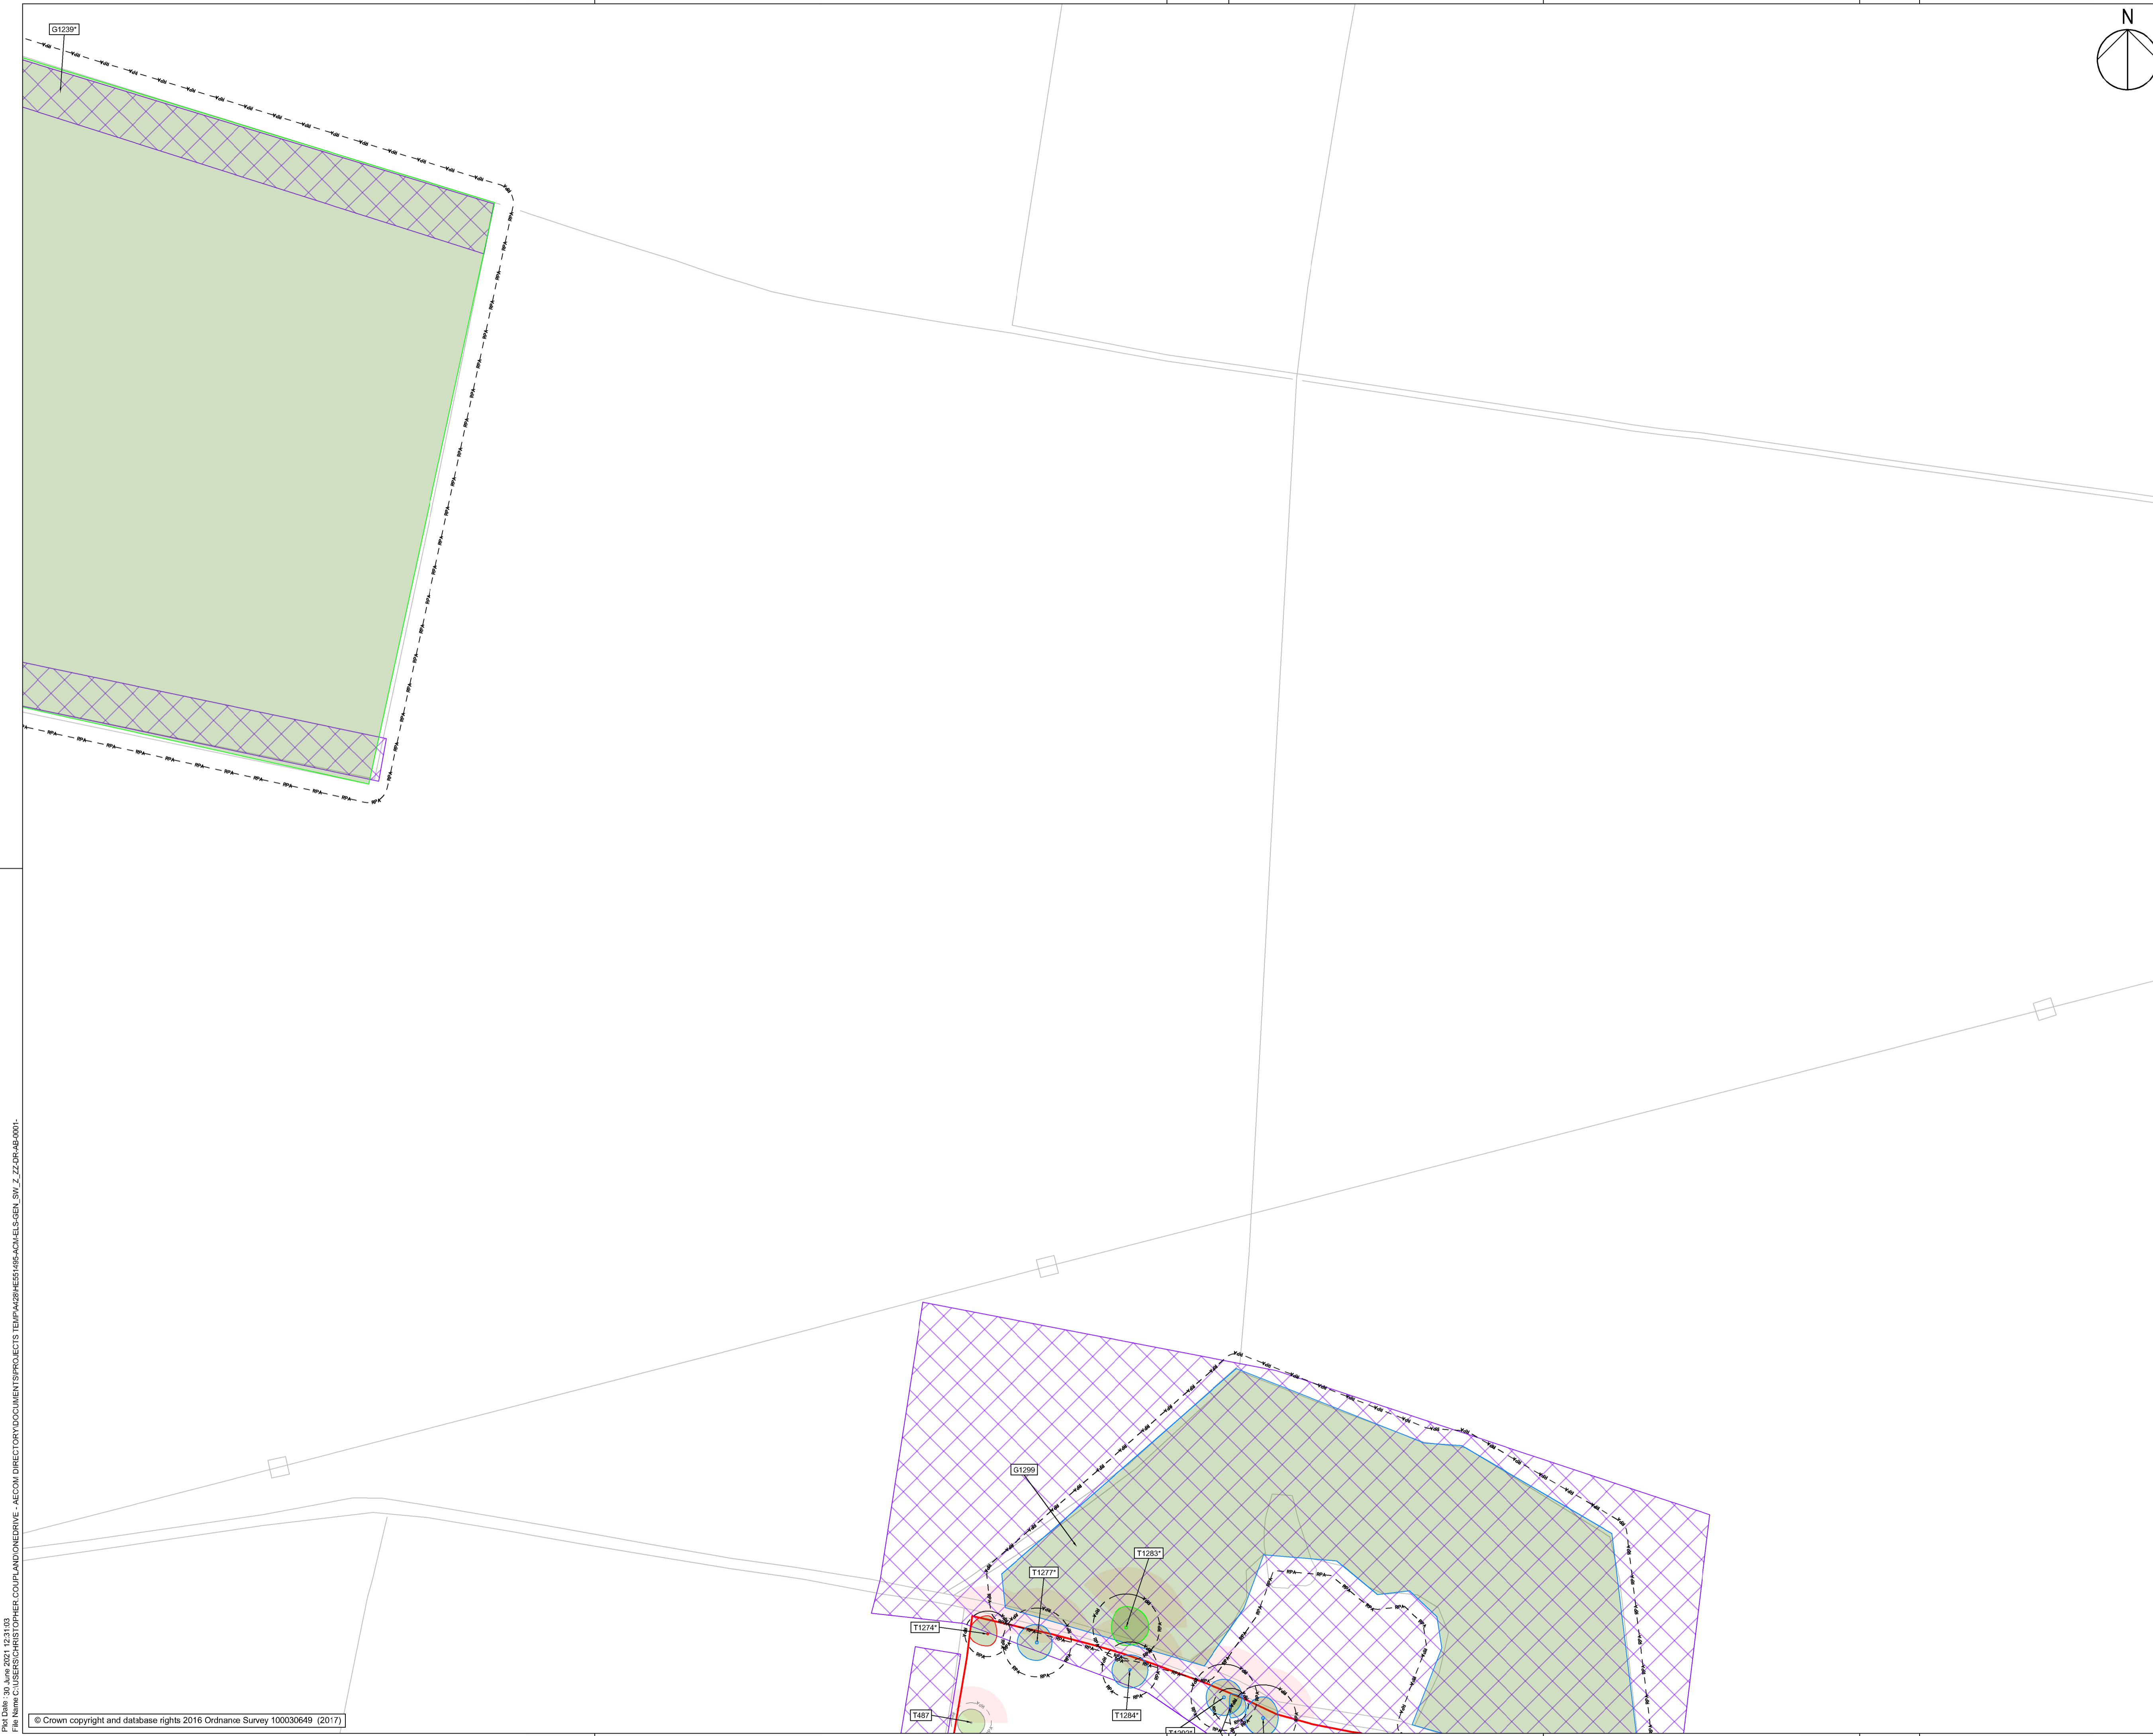 G1239*
N
G1299
T1283*
T1277*
T1274*
T487
T1284*
RPA
© Crown copyright and database rights 2016 Ordnance Survey 100030649 (2017)
Plot Date : 30 June 2021 12:31:03
File Name:C:\USERS\CHRISTOPHER.COUPLAND\ONEDRIVE - AECOM DIRECTORY\DOCUMENTS\PROJECTS TEMP\A428\HE551495-ACM-ELS-GEN_SW_Z_ZZ-DR-AB-0001-